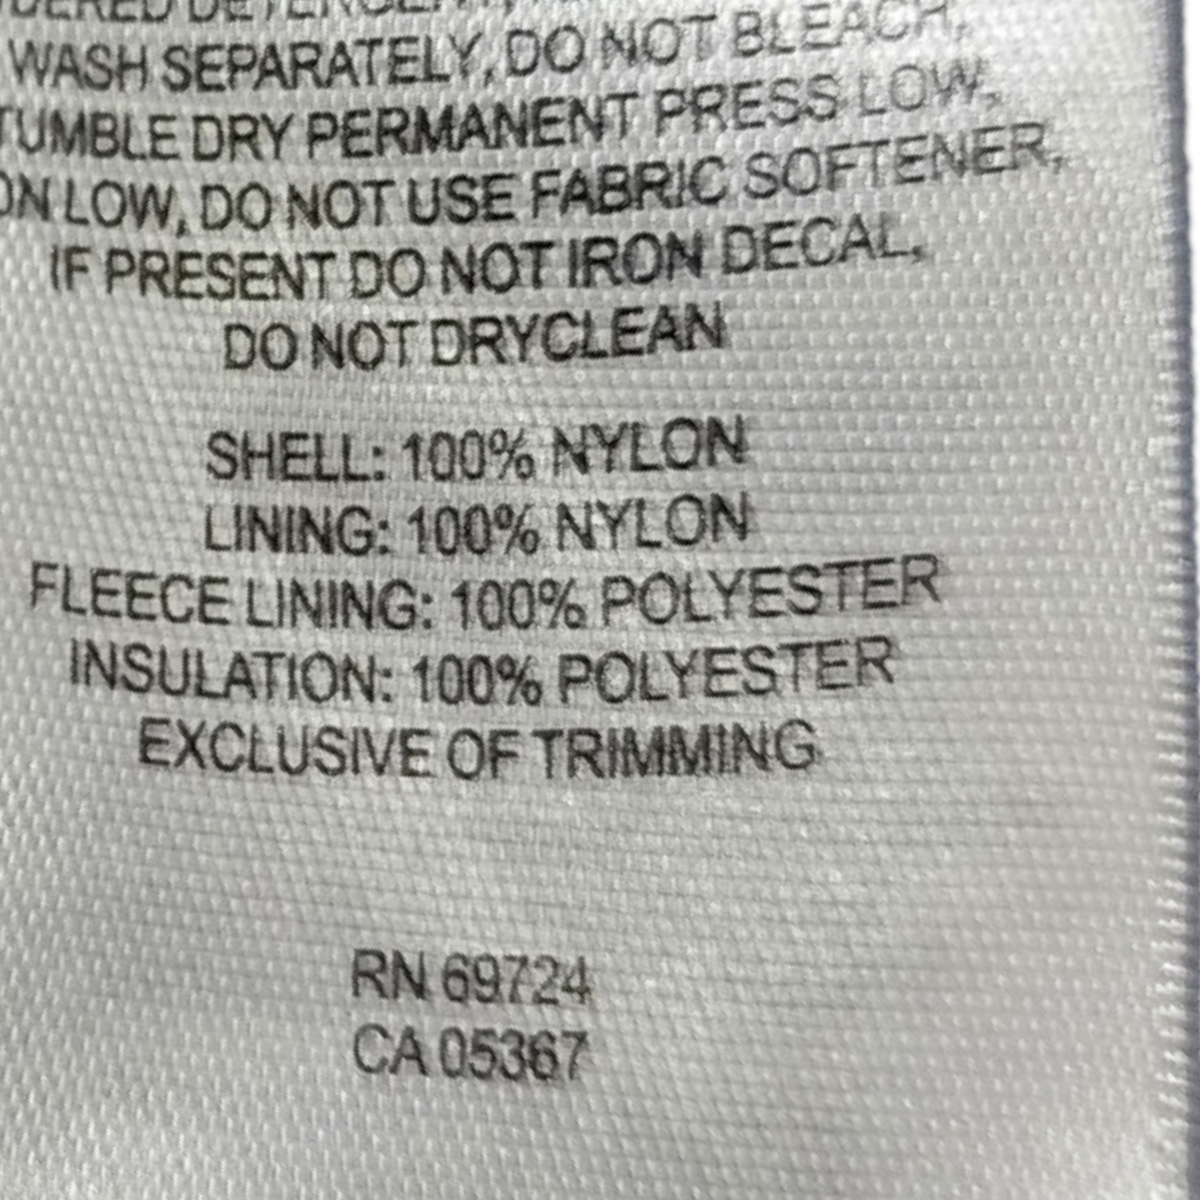 WASH SEPARATELY, DO NOT BLEACH,
TUMBLE DRY PERMANENT PRESS LOW,
ON LOW, DO NOT USE FABRIC SOFTENER,
IF PRESENT DO NOT IRON DECAL,
DO NOT DRYCLEAN
SHELL: 100% NYLON
LINING: 100% NYLON
FLEECE LINING: 100% POLYESTER
INSULATION: 100% POLYESTER
EXCLUSIVE OF TRIMMING
RN 69724
CA 05367